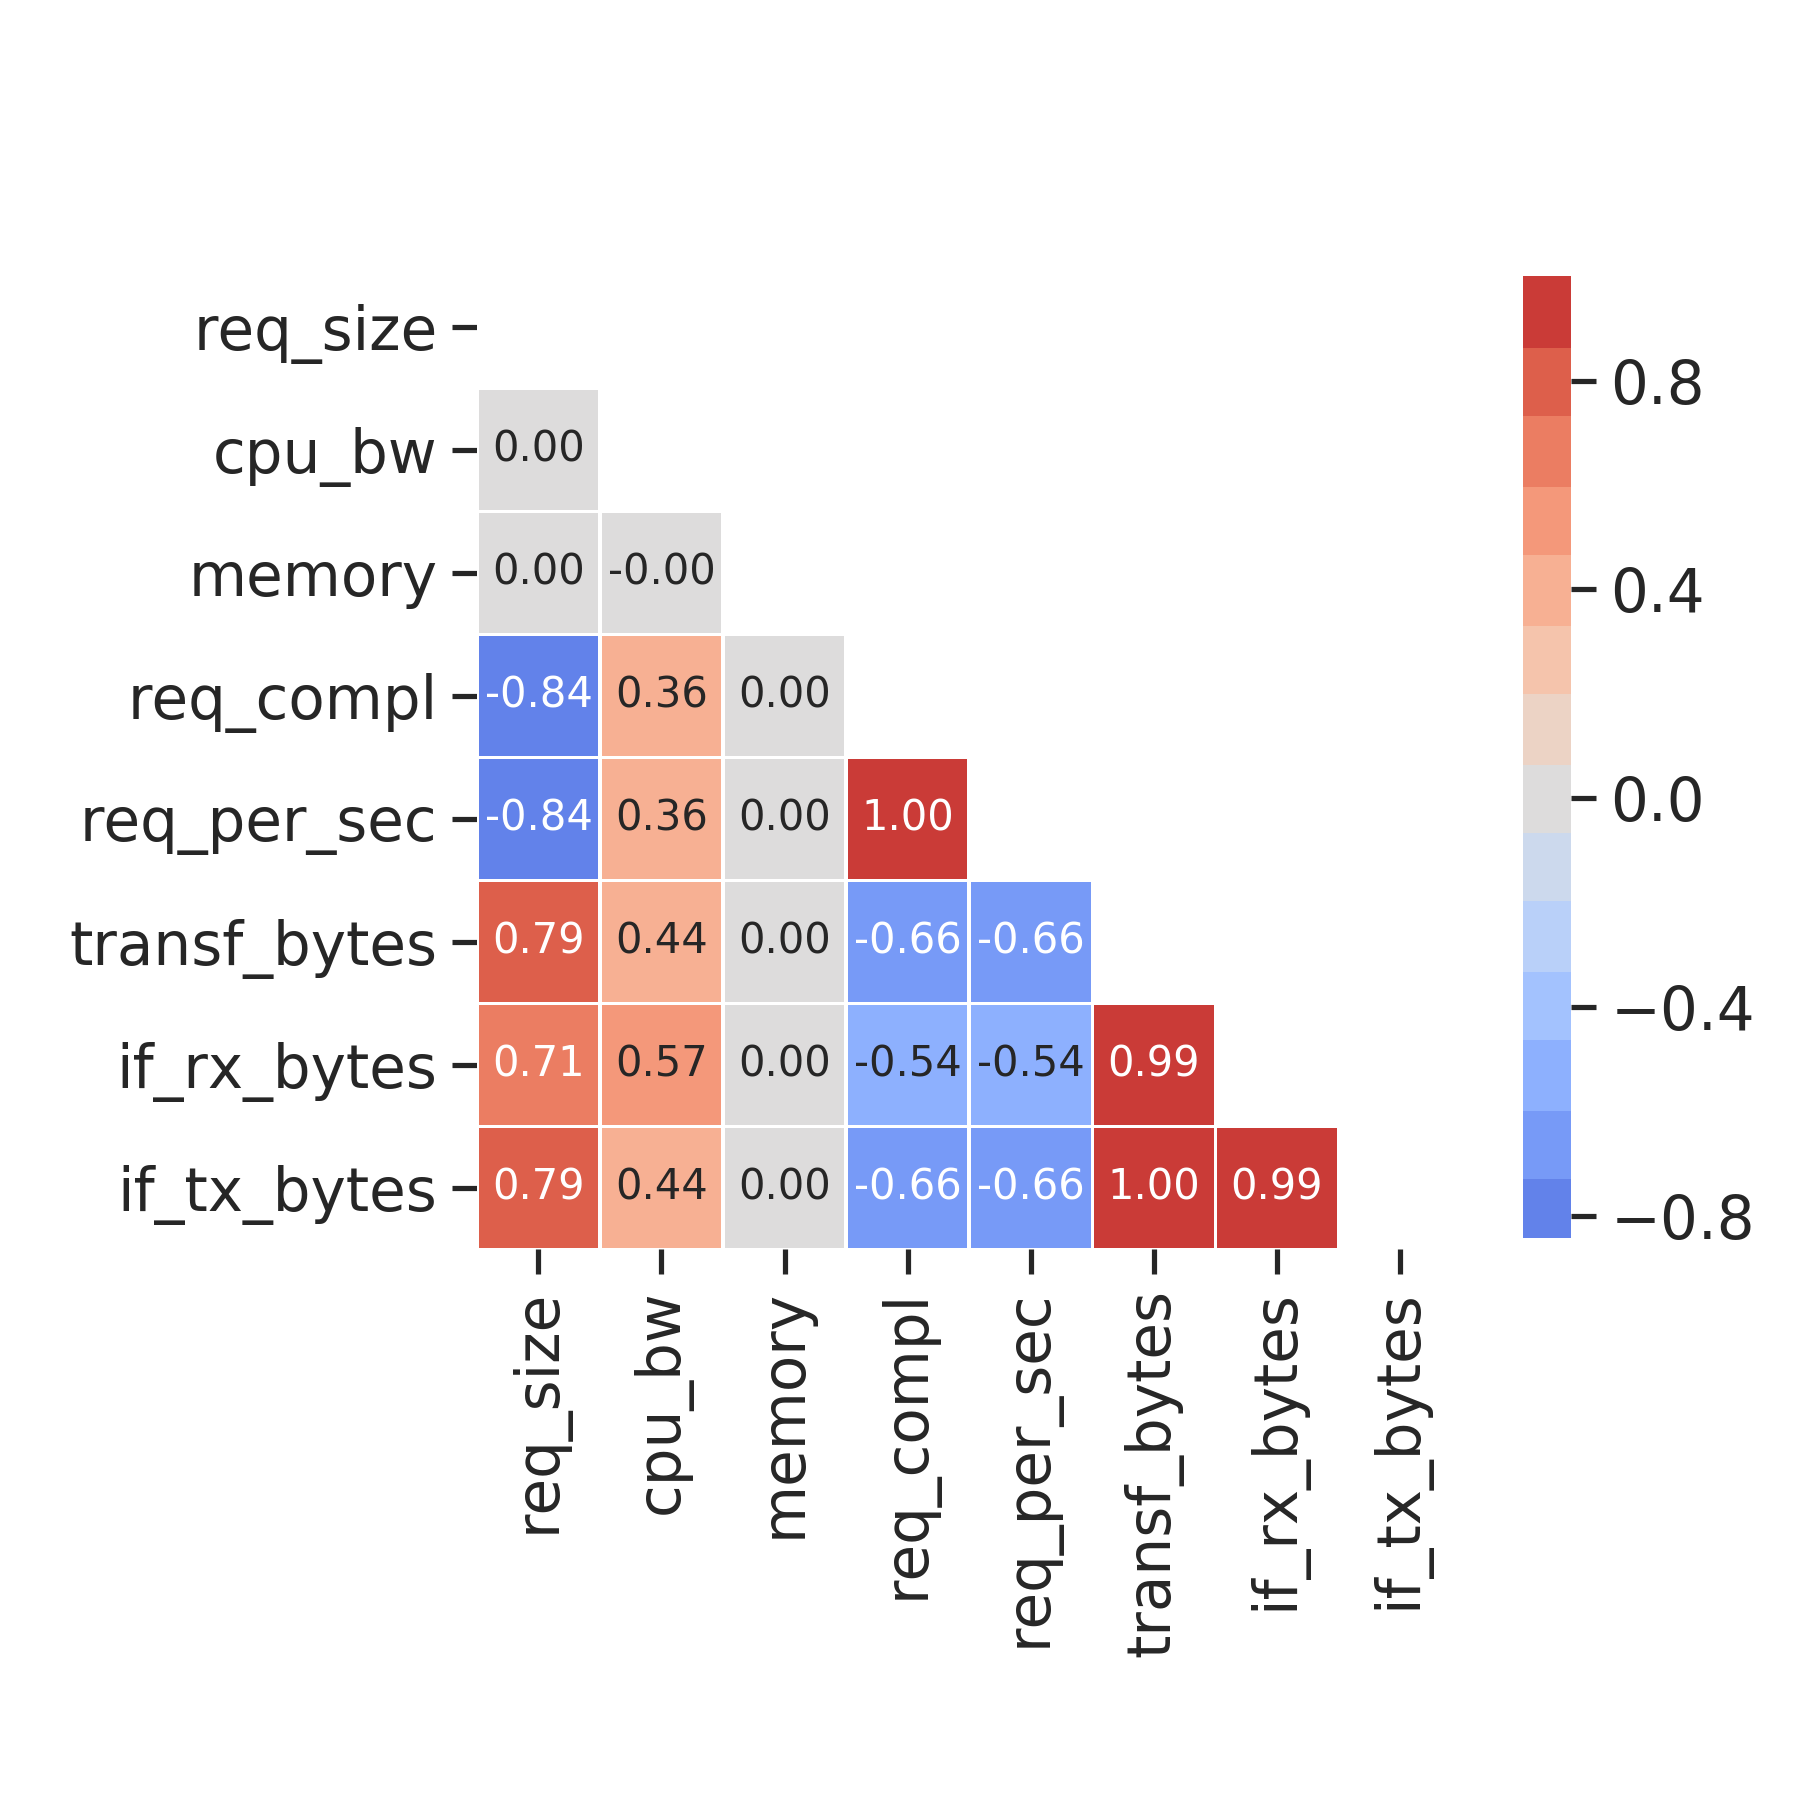 req_size
cpu_bw 0.00
memory 0.00 -0.00
req_compl -0.84 0.36 0.00
req_per_sec -0.84 0.36 0.00 1.00
transf_bytes 0.79 0.44 0.00 -0.66 -0.66
if_rx_bytes 0.71 0.57 0.00 -0.54 -0.54 0.99
if_tx_bytes 0.79 0.44 0.00 -0.66 -0.66 1.00 0.99
req_size
cpu_bw
memory
req_compl
req_per_sec
transf_bytes
if_rx_bytes
if_tx_bytes
0.8
0.4
0.0
−0.4
−0.8